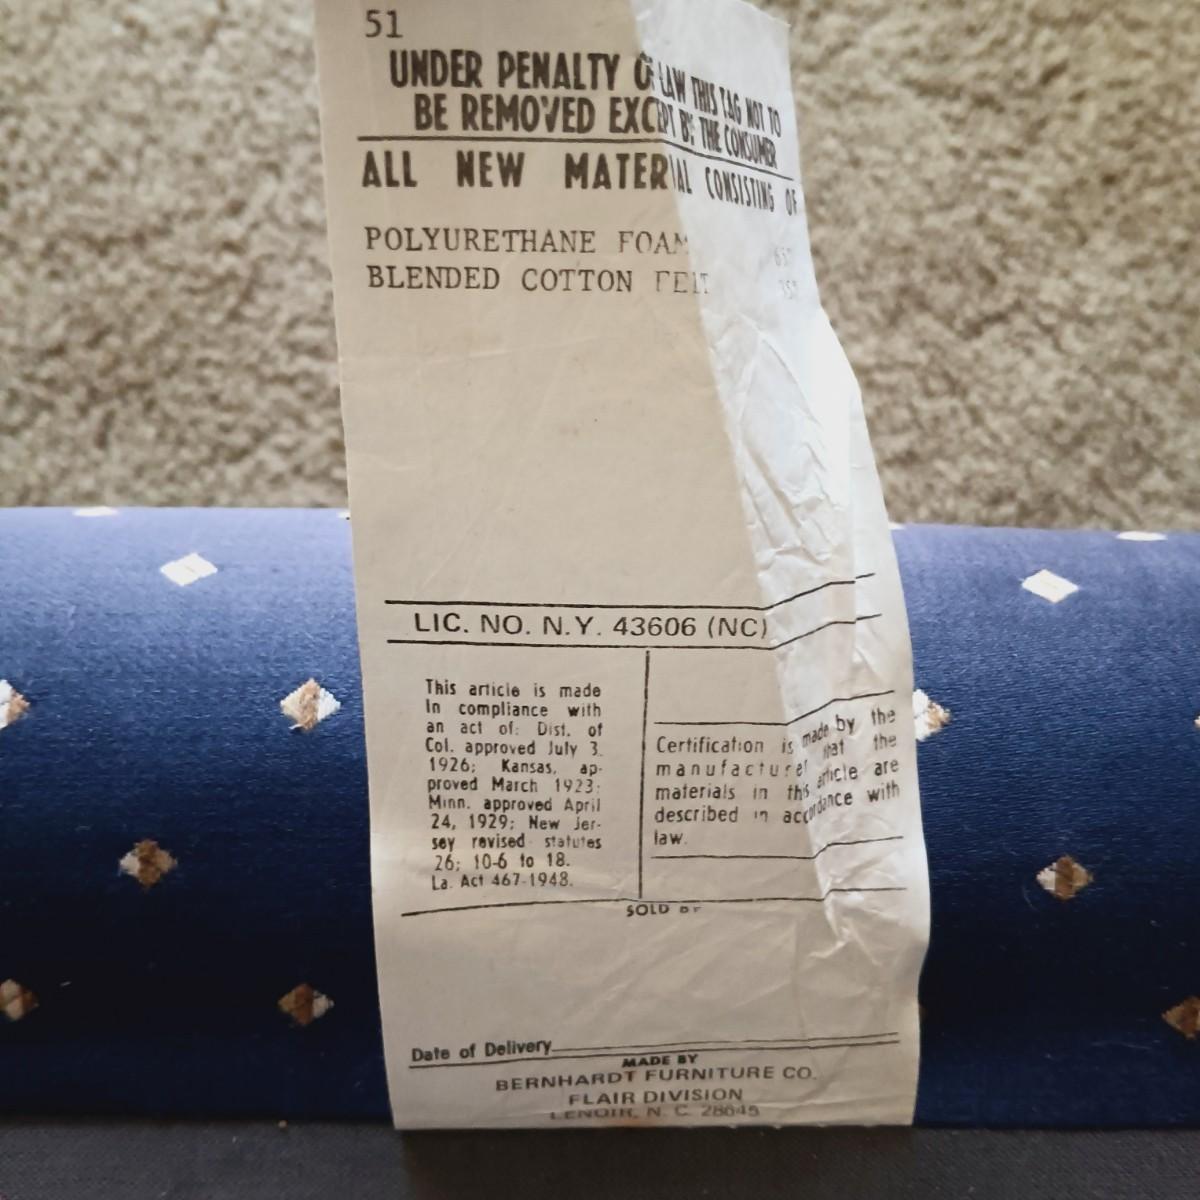 51
UNDER PENALTY OF LAW THIS TAG NOT TO
BE REMOVED EXCEPT BY THE CONSUMER
ALL NEW MATERIAL CONSISTING OF
POLYURETHANE FOAM
BLENDED COTTON FELT
LIC. NO. N.Y. 43606 (NC)
This article is made
In compliance with
an act of: Dist. of
Col. approved July 3,
1926; Kansas, ap-
proved March 1923;
Minn. approved April
24, 1929; New Jer-
sey revised statutes
26; 10-6 to 18.
La. Act 467-1948.
Certification is made by the
manufacturer that the
materials in this article are
described in accordance with
law.
SOLD BY
Date of Delivery
MADE BY
BERNHARDT FURNITURE CO.
FLAIR DIVISION
LENOIR, N. C. 28645